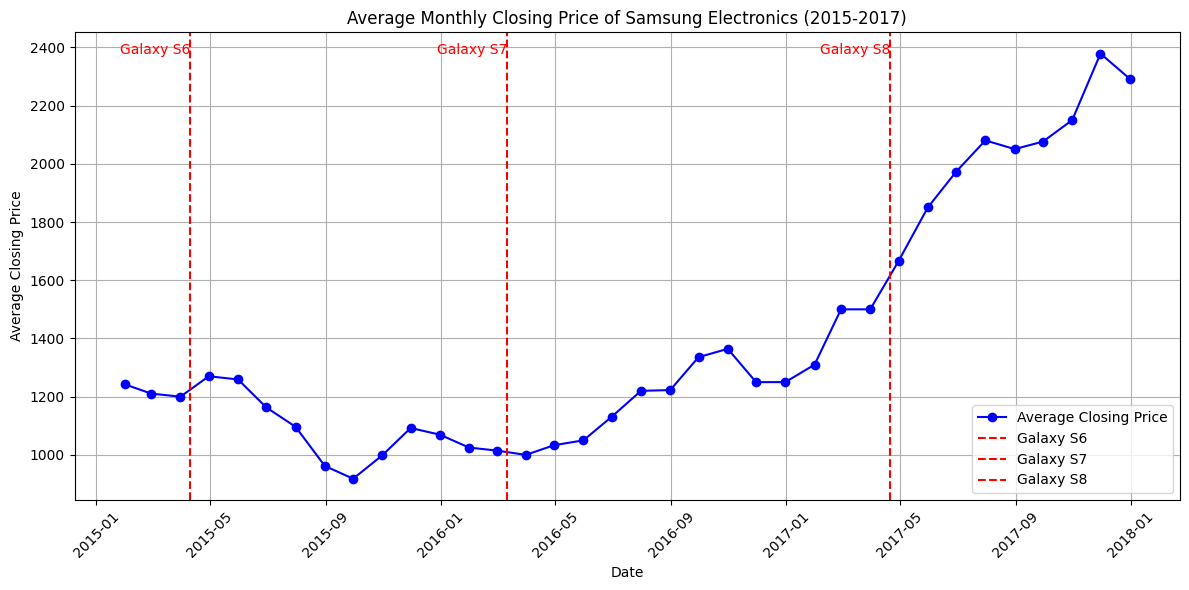 Average Monthly Closing Price of Samsung Electronics (2015-2017)
2400
2200
2000
1800
1600
1400
1200
1000
Average Closing Price
Galaxy S6
Galaxy S7
Galaxy S8
Average Closing Price
Galaxy S6
Galaxy S7
Galaxy S8
2015-01
2015-05
2015-09
2016-01
2016-05
2016-09
2017-01
2017-05
2017-09
2018-01
Date